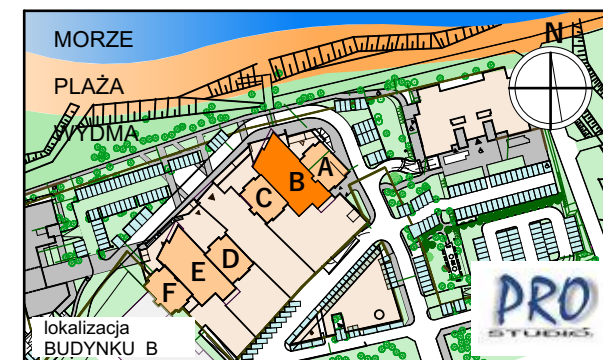 MORZE
N
PLAŻA
WYDMA
A
B
C
D
E
F
lokalizacja
BUDYNKU B
PRO
STUDIO